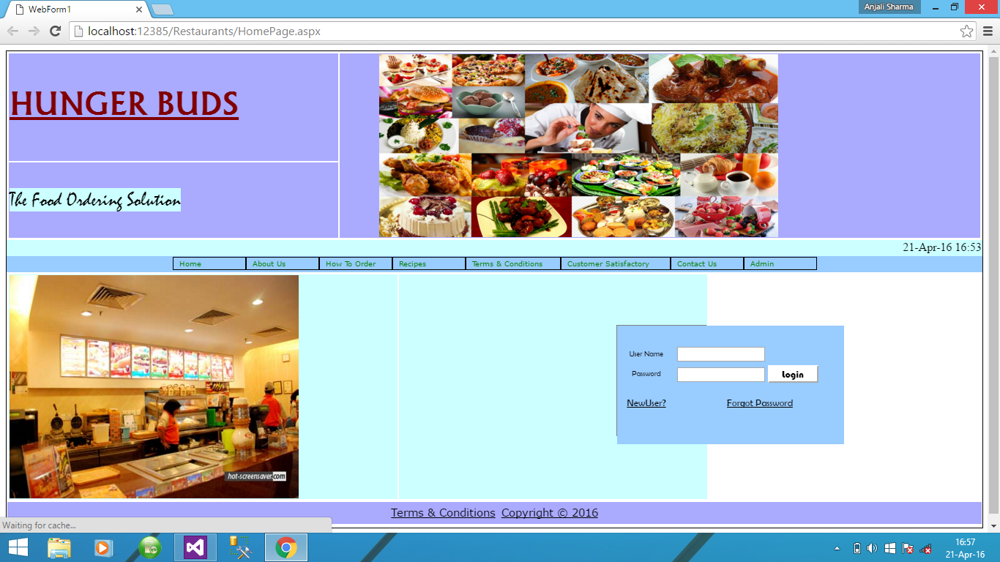 WebForm1
Anjali Sharma
localhost:12385/Restaurants/HomePage.aspx
HUNGER BUDS
The Food Ordering Solution
21-Apr-16 16:53
Home About Us How To Order Recipes Terms & Conditions Customer Satisfactory Contact Us Admin
User Name
Password Login
NewUser? Forgot Password
hot-screensaver.com
Terms & Conditions Copyright © 2016
Waiting for cache...
16:57
21-Apr-16